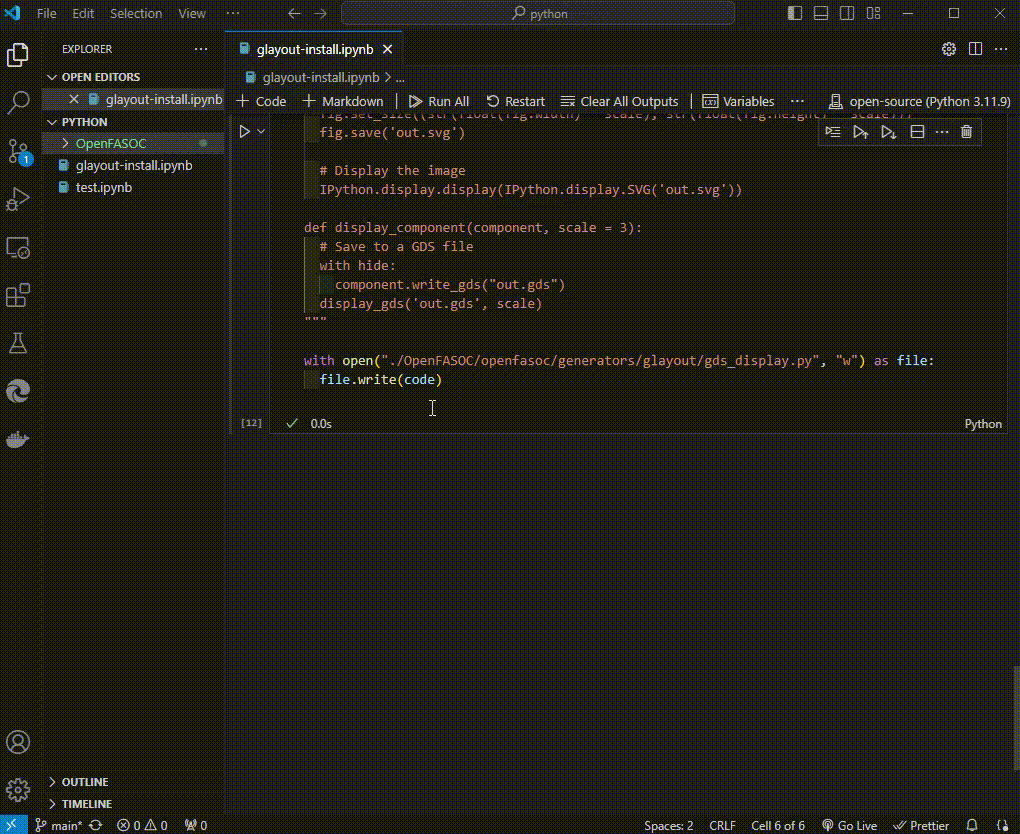 File Edit Selection View ··· python
EXPLORER ···
glayout-install.ipynb
OPEN EDITORS
glayout-install.ipynb
PYTHON
OpenFASOC
glayout-install.ipynb
test.ipynb
OUTLINE
TIMELINE
glayout-install.ipynb > ...
+ Code + Markdown Run All Restart Clear All Outputs Variables ··· open-source (Python 3.11.9)
fig.save('out.svg')
# Display the image
IPython.display.display(IPython.display.SVG('out.svg'))
def display_component(component, scale = 3):
# Save to a GDS file
with hide:
component.write_gds("out.gds")
display_gds('out.gds', scale)
"""
with open("./OpenFASOC/openfasoc/generators/glayout/gds_display.py", "w") as file:
file.write(code)
[12] 0.0s Python
1
main* 0 0 0 Spaces: 2 CRLF Cell 6 of 6 Go Live Prettier